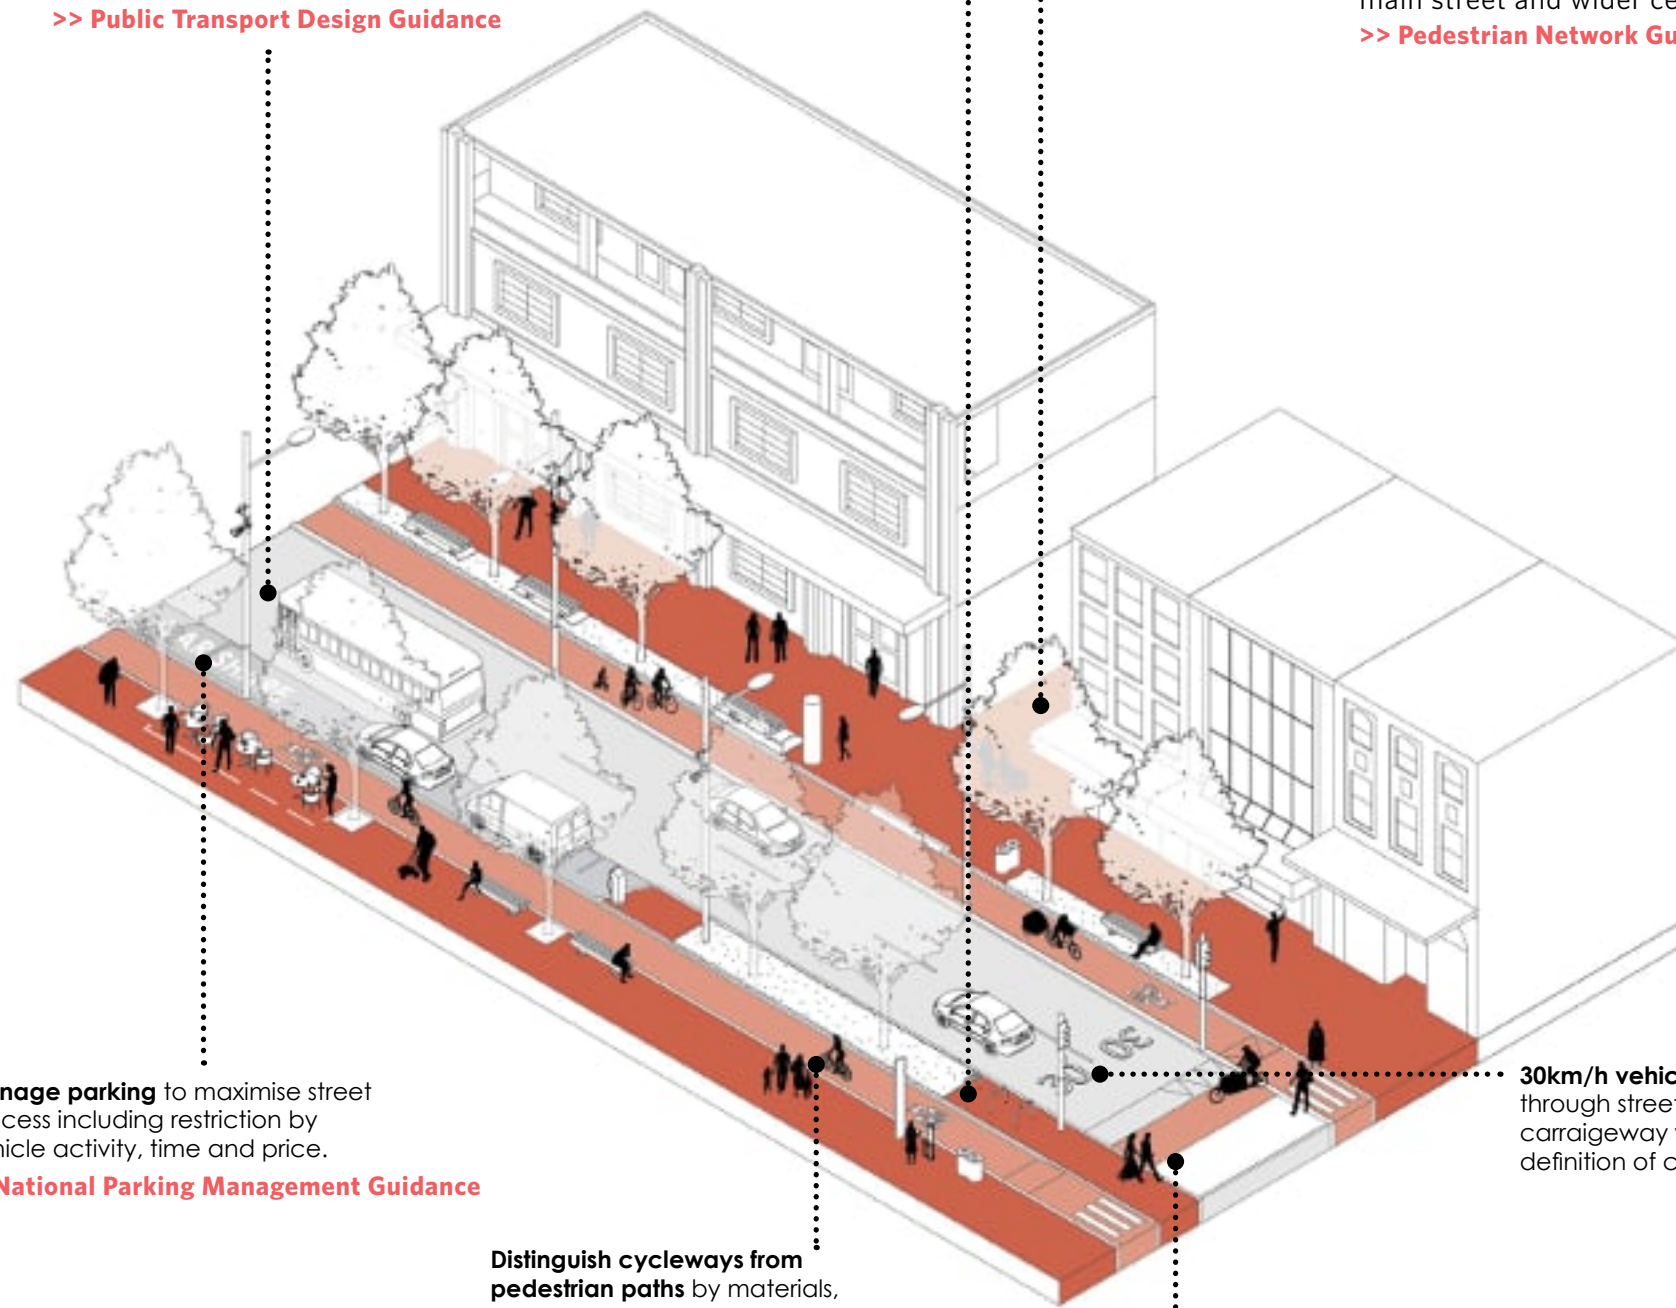 >> Public Transport Design Guidance
main street and wider ce
>> Pedestrian Network Gu
30
nage parking to maximise street
cess including restriction by
hicle activity, time and price.
National Parking Management Guidance
30km/h vehic
through street
carraigeway
definition of c
Distinguish cycleways from
pedestrian paths by materials,